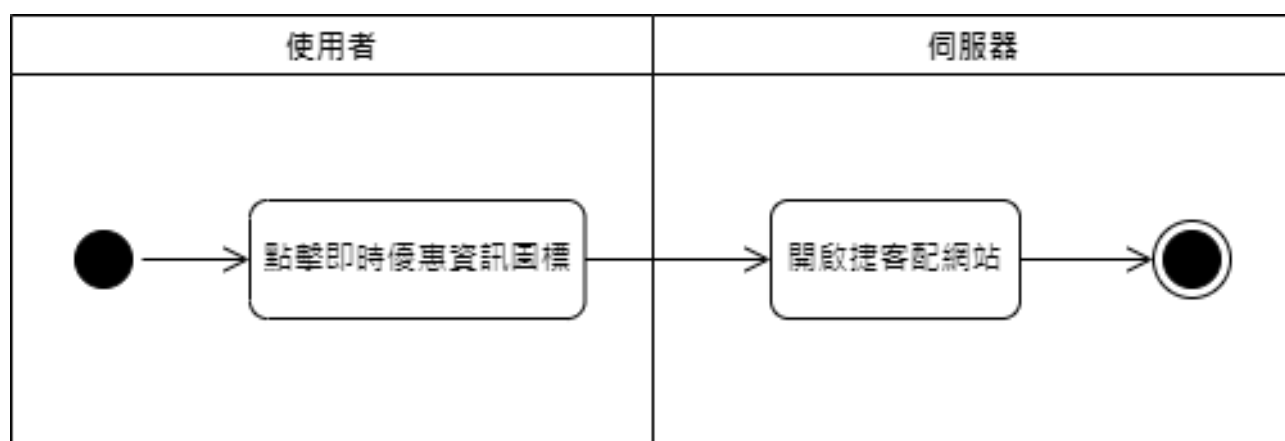 使用者
伺服器
點擊即時優惠資訊圖標
開啟捷客配網站